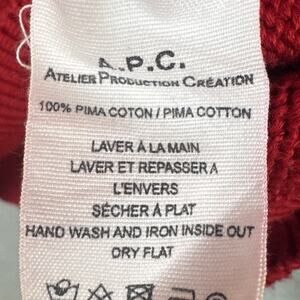 A.P.C.
ATELIER PRODUCTION CRÉATION
100% PIMA COTON / PIMA COTTON
LAVER À LA MAIN
LAVER ET REPASSER A
L'ENVERS
SÉCHER À PLAT
HAND WASH AND IRON INSIDE OUT
DRY FLAT